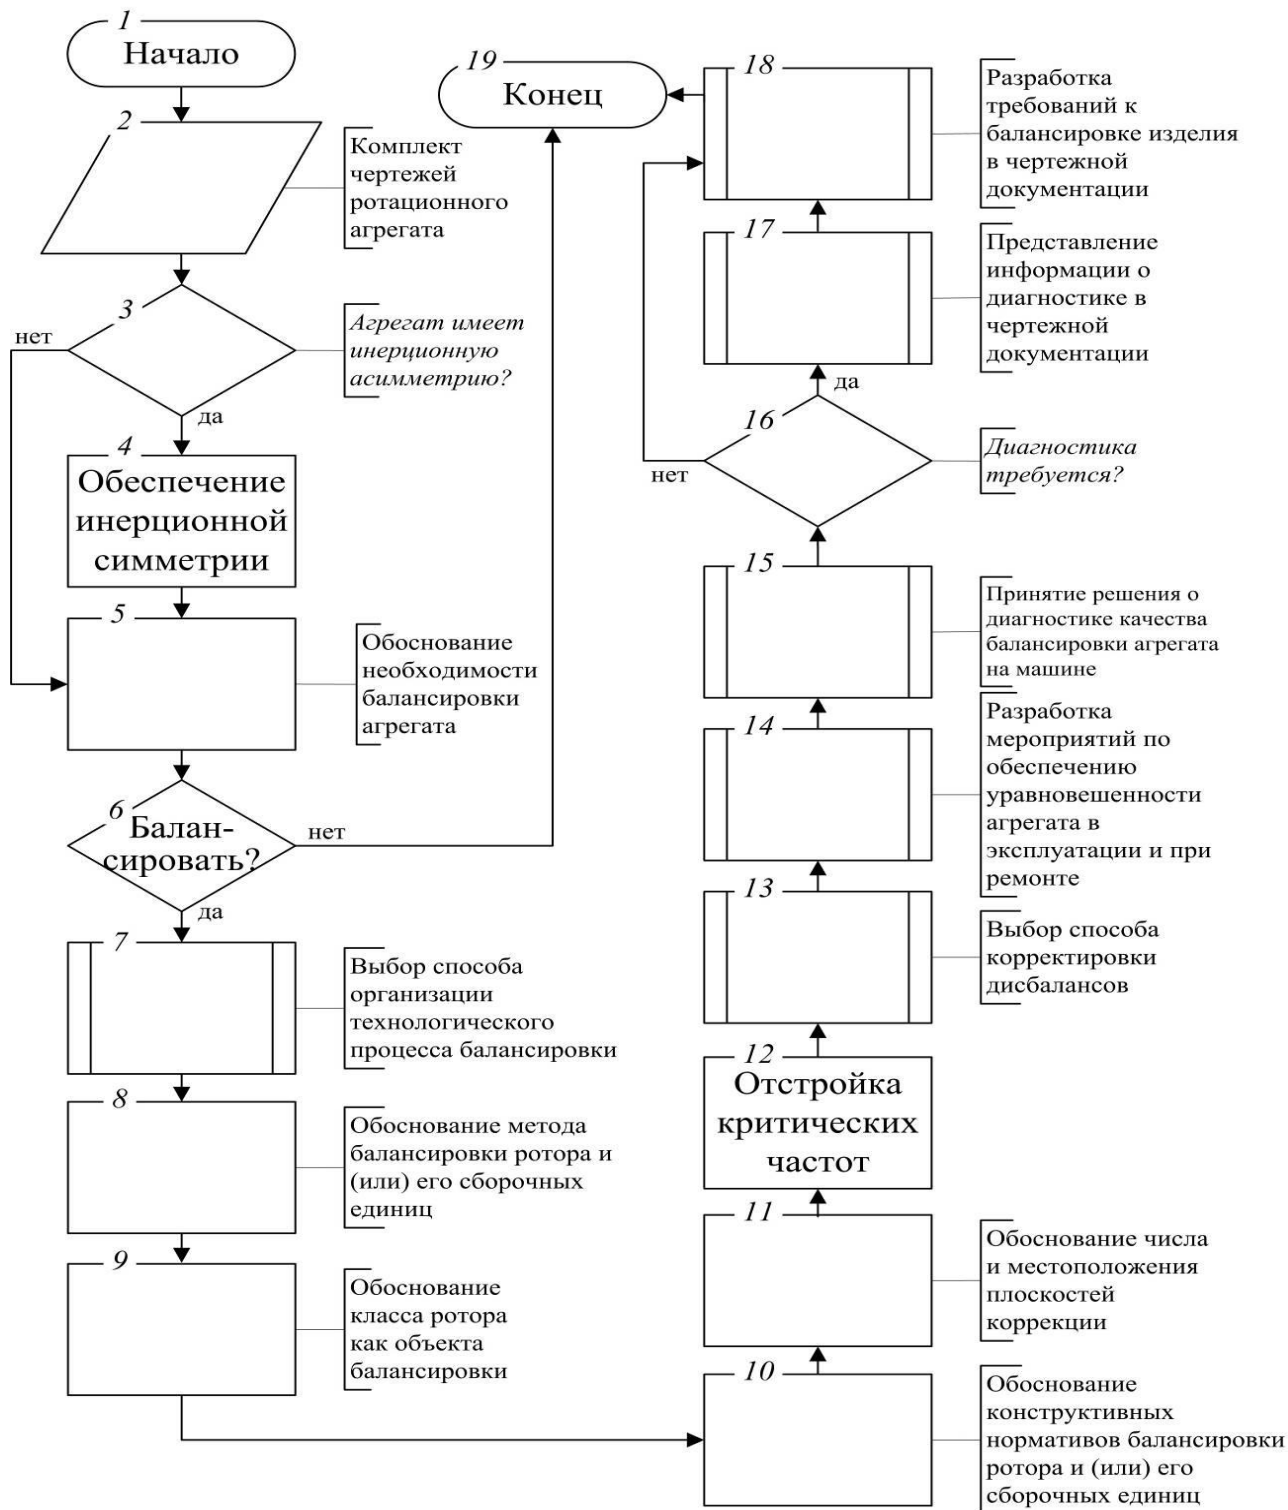 1
Начало
2
Комплект
чертежей
ротационного
агрегата
3
нет
Агрегат имеет
инерционную
асимметрию?
да
4
Обеспечение
инерционной
симметрии
5
Обоснование
необходимости
балансировки
агрегата
6
Балан-
сировать?
нет
да
7
Выбор способа
организации
технологического
процесса балансировки
8
Обоснование метода
балансировки ротора и
(или) его сборочных
единиц
9
Обоснование
класса ротора
как объекта
балансировки
10
Обоснование
конструктивных
нормативов балансировки
ротора и (или) его
сборочных единиц
11
Обоснование числа
и местоположения
плоскостей
коррекции
12
Отстройка
критических
частот
13
Выбор способа
корректировки
дисбалансов
14
Разработка
мероприятий по
обеспечению
уравновешенности
агрегата в
эксплуатации и при
ремонте
15
Принятие решения о
диагностике качества
балансировки агрегата
на машине
16
нет
Диагностика
требуется?
да
17
Представление
информации о
диагностике в
чертежной
документации
18
Разработка
требований к
балансировке изделия
в чертежной
документации
19
Конец